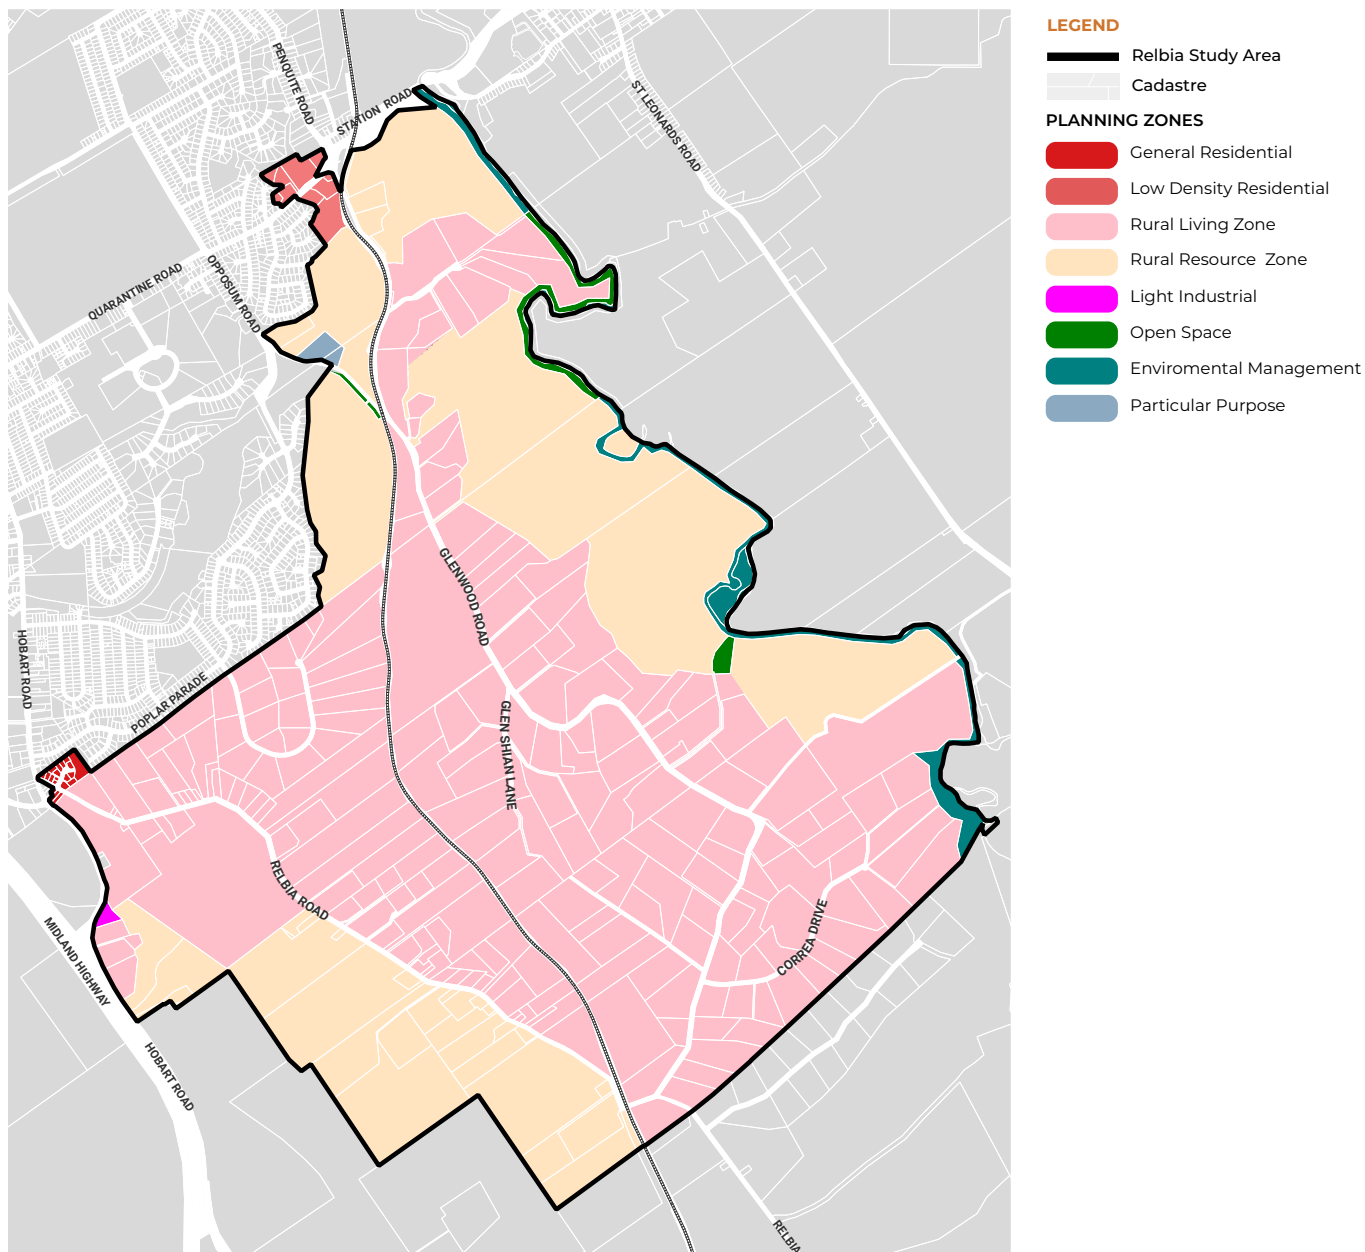 LEGEND
Relbia Study Area
Cadastre
PLANNING ZONES
General Residential
Low Density Residential
Rural Living Zone
Rural Resource Zone
Light Industrial
Open Space
Enviromental Management
Particular Purpose
PENQUITE ROAD
STATION ROAD
ST LEONARDS ROAD
QUARANTINE ROAD
OPPOSUM ROAD
GLENWOOD ROAD
HOBART ROAD
POPLAR PARADE
GLEN SHIAN LANE
RELBIA ROAD
CORREA DRIVE
MIDLAND HIGHWAY
HOBART ROAD
RELBIA